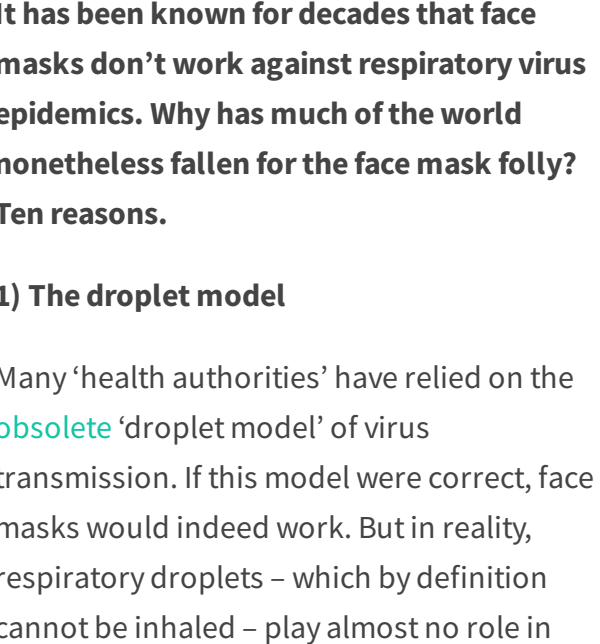 It has been known for decades that face
masks don’t work against respiratory virus
epidemics. Why has much of the world
nonetheless fallen for the face mask folly?
Ten reasons.
1) The droplet model
Many ‘health authorities’ have relied on the
obsolete ‘droplet model’ of virus
transmission. If this model were correct, face
masks would indeed work. But in reality,
respiratory droplets – which by definition
cannot be inhaled – play almost no role in